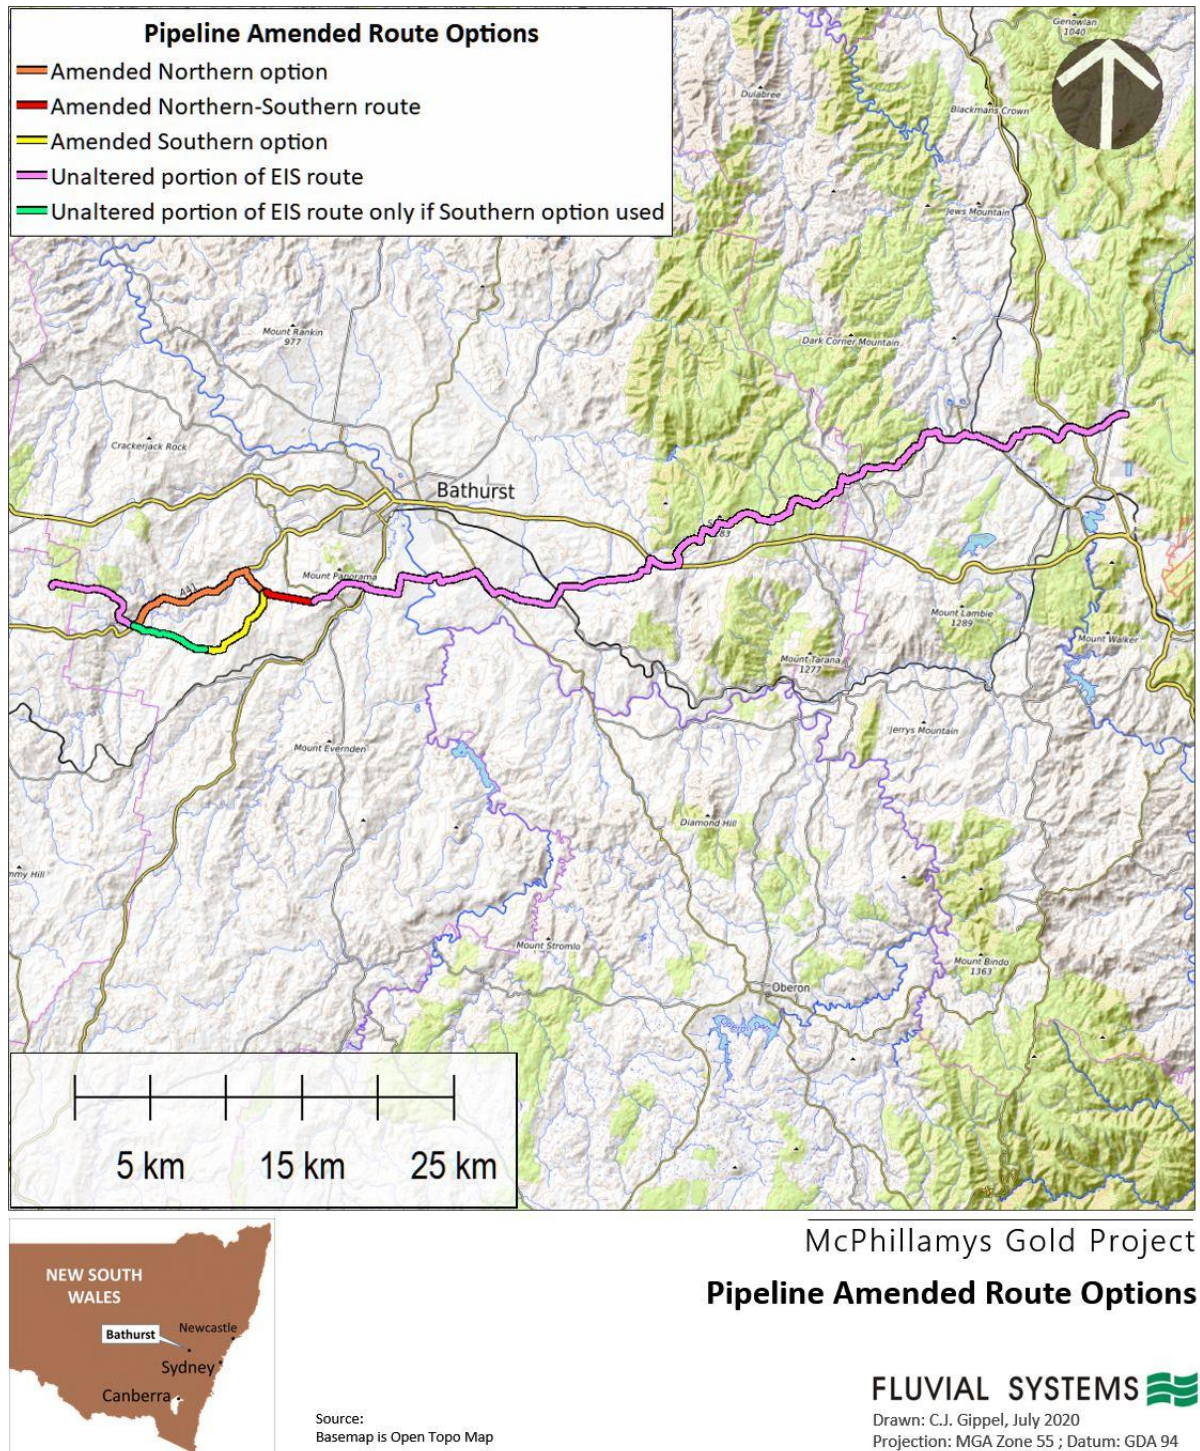 Pipeline Amended Route Options
Amended Northern option
Amended Northern-Southern route
Amended Southern option
Unaltered portion of EIS route
Unaltered portion of EIS route only if Southern option used
Genowlan
1040
Dulabree
Blackmans Crown
Jews Mountain
Mount Rankin
977
Dark Corner Mountain
Crackerjack Rock
Bathurst
Mount Panorama
A41
Mount Lambie
1289
Mount Walker
Mount Tarana
1277
Jerrys Mountain
Mount Evernden
Diamond Hill
mmy Hill
Mount Stromlo
Mount Bindo
1363
Oberon
5 km 15 km 25 km
McPhillamys Gold Project
Pipeline Amended Route Options
NEW SOUTH
WALES
Bathurst
Newcastle
Sydney
Canberra
FLUVIAL SYSTEMS
Source:
Basemap is Open Topo Map
Drawn: C.J. Gippel, July 2020
Projection: MGA Zone 55 ; Datum: GDA 94